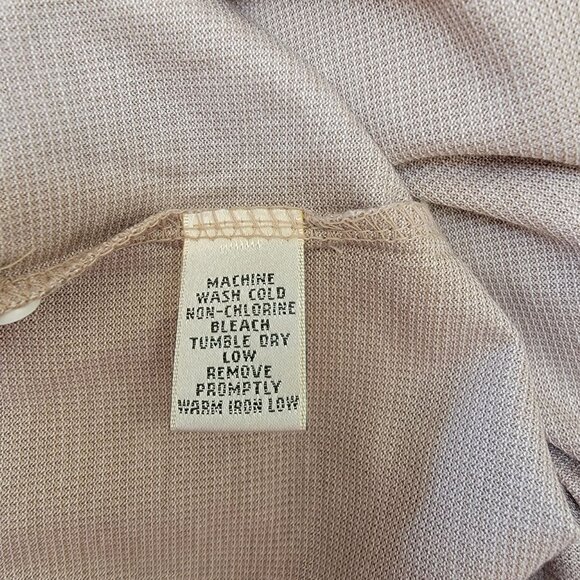 MACHINE
WASH COLD
NON-CHLORINE
BLEACH
TUMBLE DRY
LOW
REMOVE
PROMPTLY
WARM IRON LOW